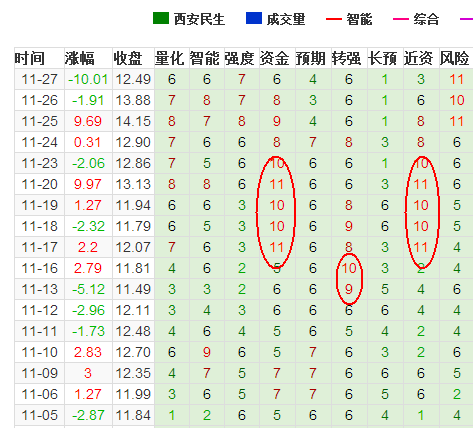 西安民生 成交量 智能 综合
时间 涨幅 收盘 量化 智能 强度 资金 预期 转强 长预 近资 风险
11-27 -10.01 12.49 6 6 7 6 4 6 1 3 11
11-26 -1.91 13.88 7 8 7 8 3 6 1 6 10
11-25 9.69 14.15 8 7 8 9 4 6 1 8 11
11-24 0.31 12.90 7 6 6 8 7 8 3 8 6
11-23 -2.06 12.86 7 5 6 10 6 6 1 10 6
11-20 9.97 13.13 8 8 6 11 6 6 3 11 6
11-19 1.27 11.94 6 6 3 10 6 8 6 10 5
11-18 -2.32 11.79 6 5 3 10 6 9 6 10 5
11-17 2.2 12.07 7 6 3 11 6 8 3 11 4
11-16 2.79 11.81 4 6 2 5 6 10 3 2 4
11-13 -5.12 11.49 3 3 2 6 6 9 5 4 6
11-12 -2.96 12.11 3 4 3 6 6 6 6 4 4
11-11 -1.73 12.48 4 6 4 5 6 5 4 2 4
11-10 2.83 12.70 6 9 6 5 7 6 3 2 2
11-09 3 12.35 4 7 5 7 7 6 6 6 5
11-06 1.27 11.99 3 6 5 7 7 6 5 6 2
11-05 -2.87 11.84 1 2 6 5 6 6 4 1 4